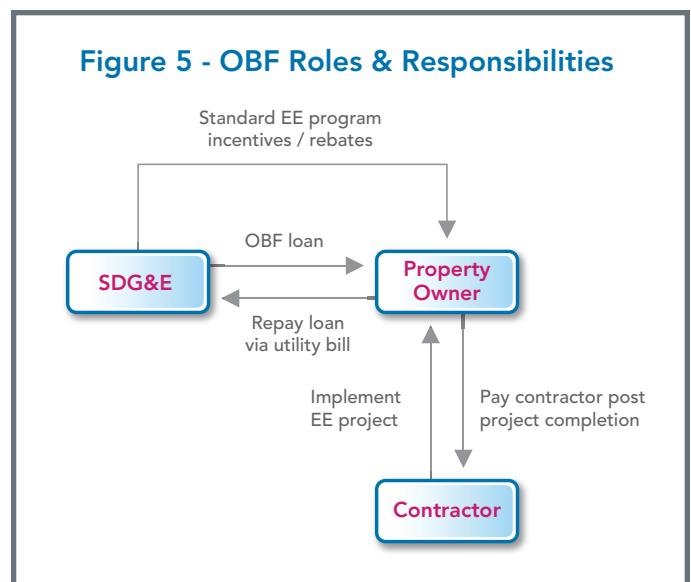 Figure 5 - OBF Roles & Responsibilities
Standard EE program
incentives / rebates
OBF loan
SDG&E
Property
Owner
Repay loan
via utility bill
Implement
EE project
Pay contractor post
project completion
Contractor